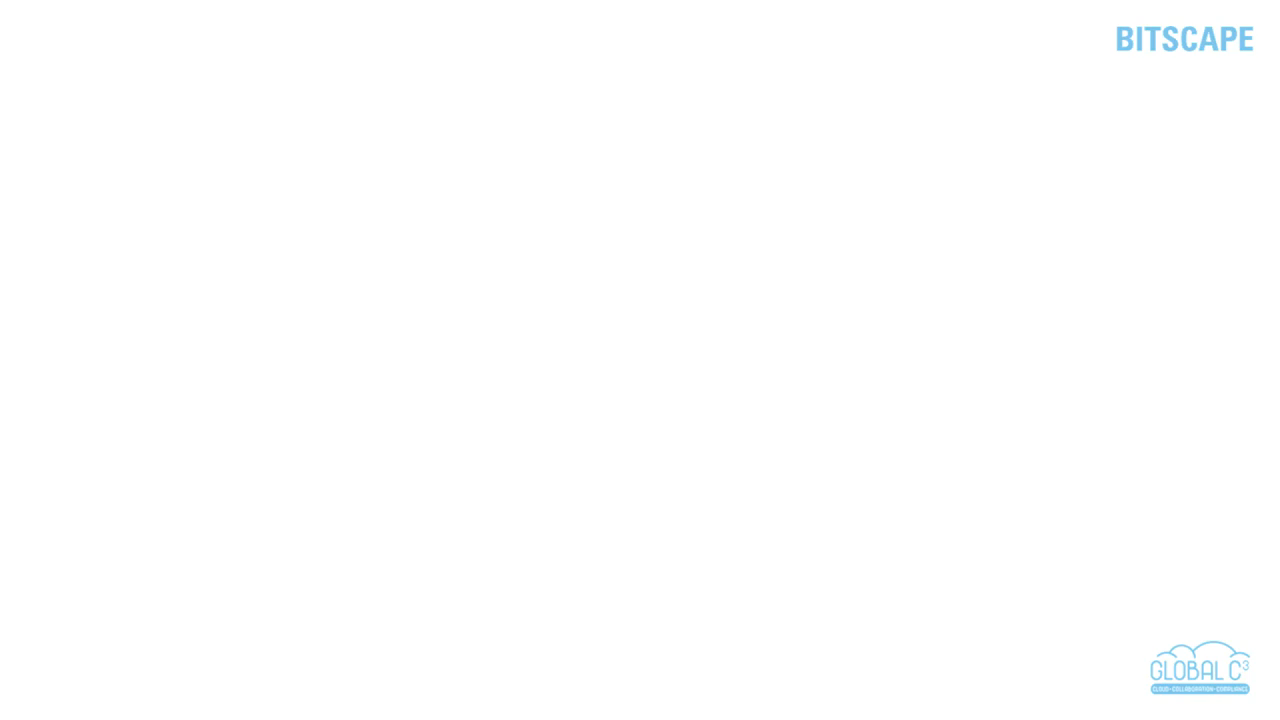 BITSCAPE
GLOBAL C³
CLOUD-COLLABORATION-COMPLIANCE